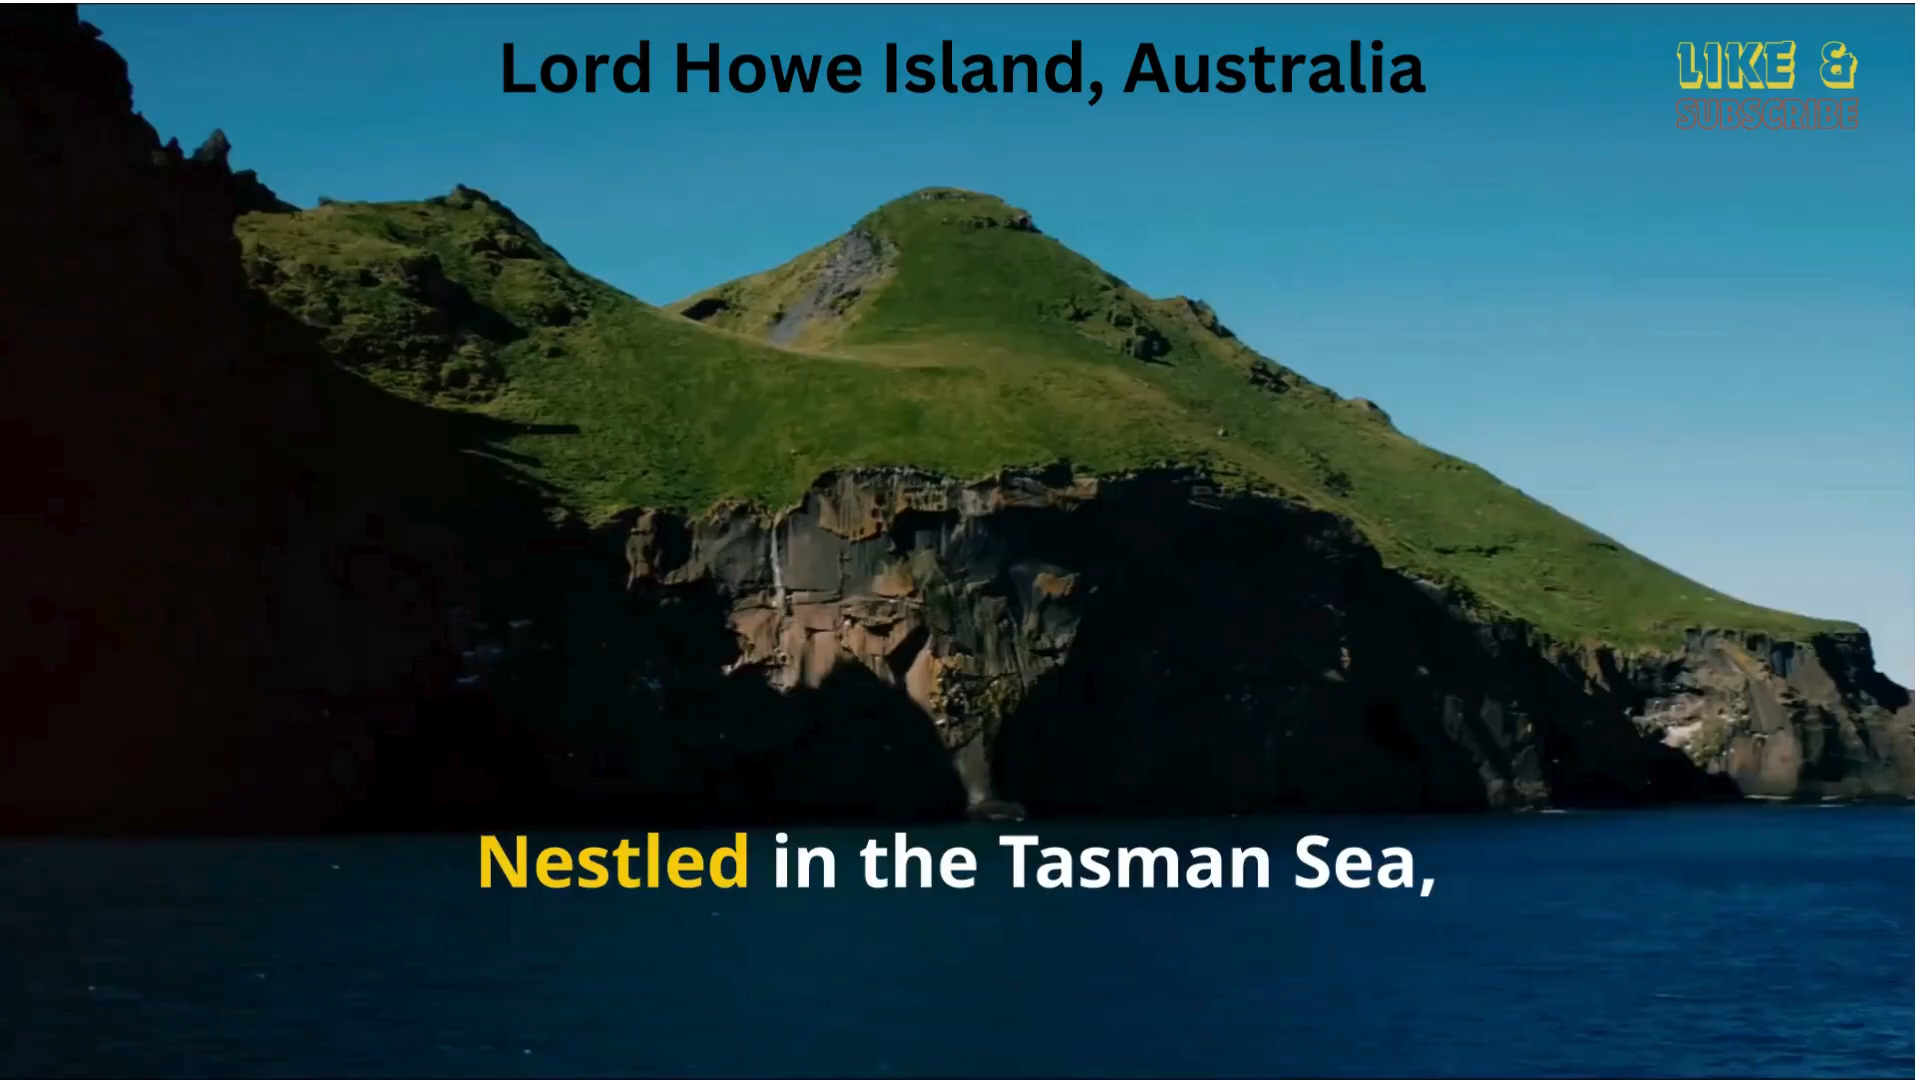 Lord Howe Island, Australia
LIKE &
SUBSCRIBE
Nestled in the Tasman Sea,